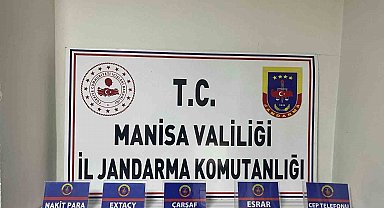 T.C.
MANİSA VALİLİĞİ
İL JANDARMA KOMUTANLIĞI
NAKİT PARA EXTACY ÇARŞAF ESRAR CEP TELEFONU